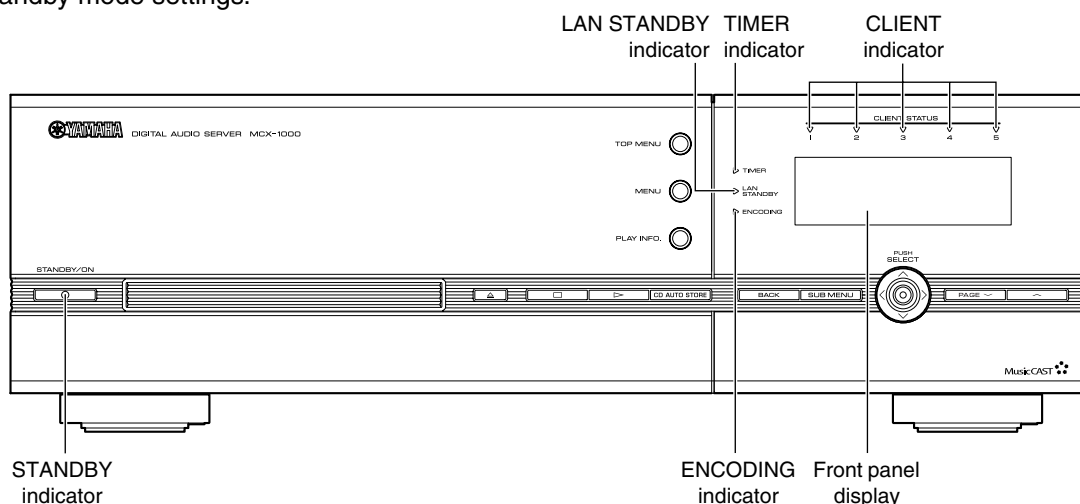 andby mode settings.
LAN STANDBY indicator
TIMER indicator
CLIENT indicator
YAMAHA DIGITAL AUDIO SERVER MCX-1000
CLIENT STATUS
1 2 3 4 5
TOP MENU
TIMER
MENU
LAN STANDBY
ENCODING
PLAY INFO.
PUSH SELECT
STANDBY/ON
CD AUTO STORE
BACK
SUB MENU
PAGE
MusicCAST
STANDBY indicator
ENCODING indicator
Front panel display